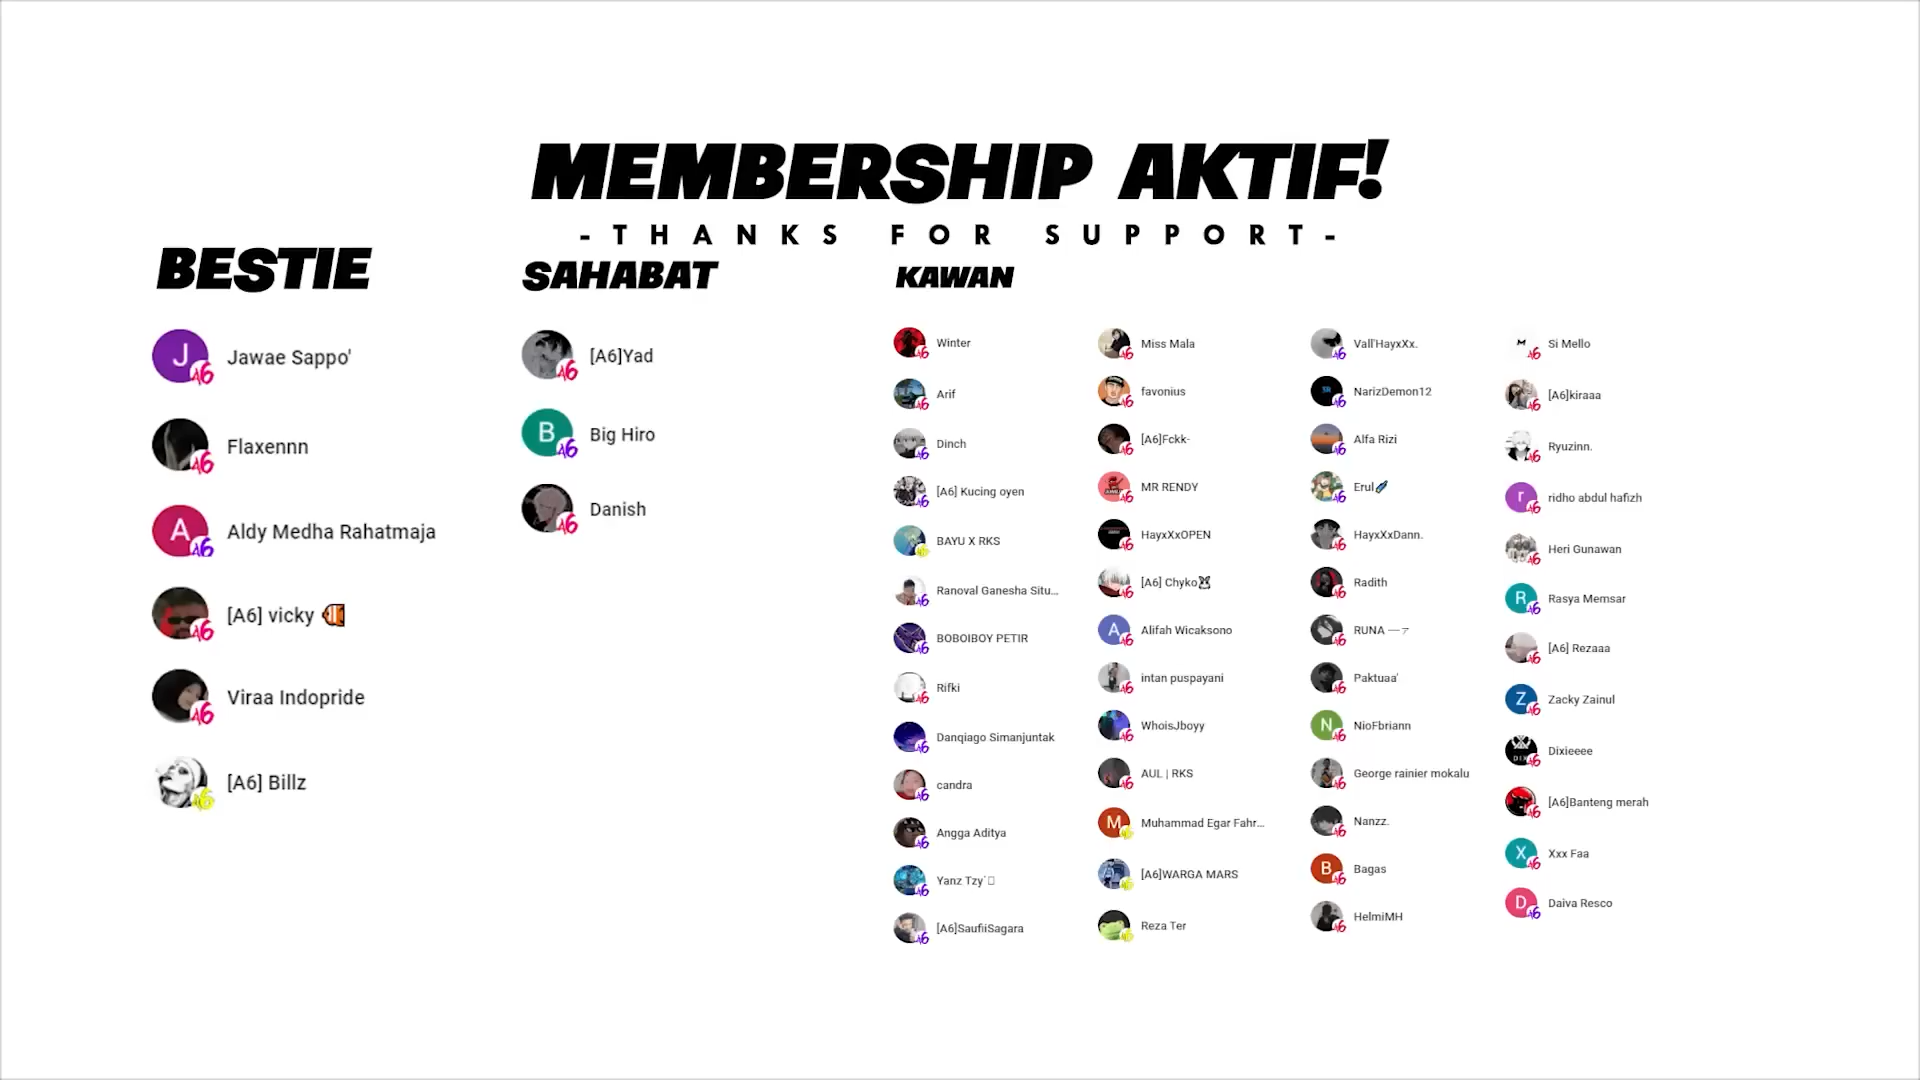 MEMBERSHIP AKTIF!
-THANKS FOR SUPPORT-
BESTIE
Jawae Sappo'
Flaxennn
Aldy Medha Rahatmaja
[A6] vicky 🐠
Viraa Indopride
[A6] Billz
SAHABAT
[A6]Yad
Big Hiro
Danish
KAWAN
Winter
Arif
Dinch
[A6] Kucing oyen
BAYU X RKS
Ranoval Ganesha Situ...
BOBOIBOY PETIR
Rifki
Danqiago Simanjuntak
candra
Angga Aditya
Yanz Tzy
[A6]SaufiiSagara
Miss Mala
favonius
[A6]Fckk-
MR RENDY
HayxXxOPEN
[A6] Chyko
Alifah Wicaksono
intan puspayani
WhoisJboyy
AUL | RKS
Muhammad Egar Fahr...
[A6]WARGA MARS
Reza Ter
Vall'HayxXx.
NarizDemon12
Alfa Rizi
Erul
HayxXxDann.
Radith
RUNA 一ァ
Paktuaa'
NioFbriann
George rainier mokalu
Nanzz.
Bagas
HelmiMH
Si Mello
[A6]kiraaa
Ryuzinn.
ridho abdul hafizh
Heri Gunawan
Rasya Memsar
[A6] Rezaaa
Zacky Zainul
Dixieeee
[A6]Banteng merah
Xxx Faa
Daiva Resco